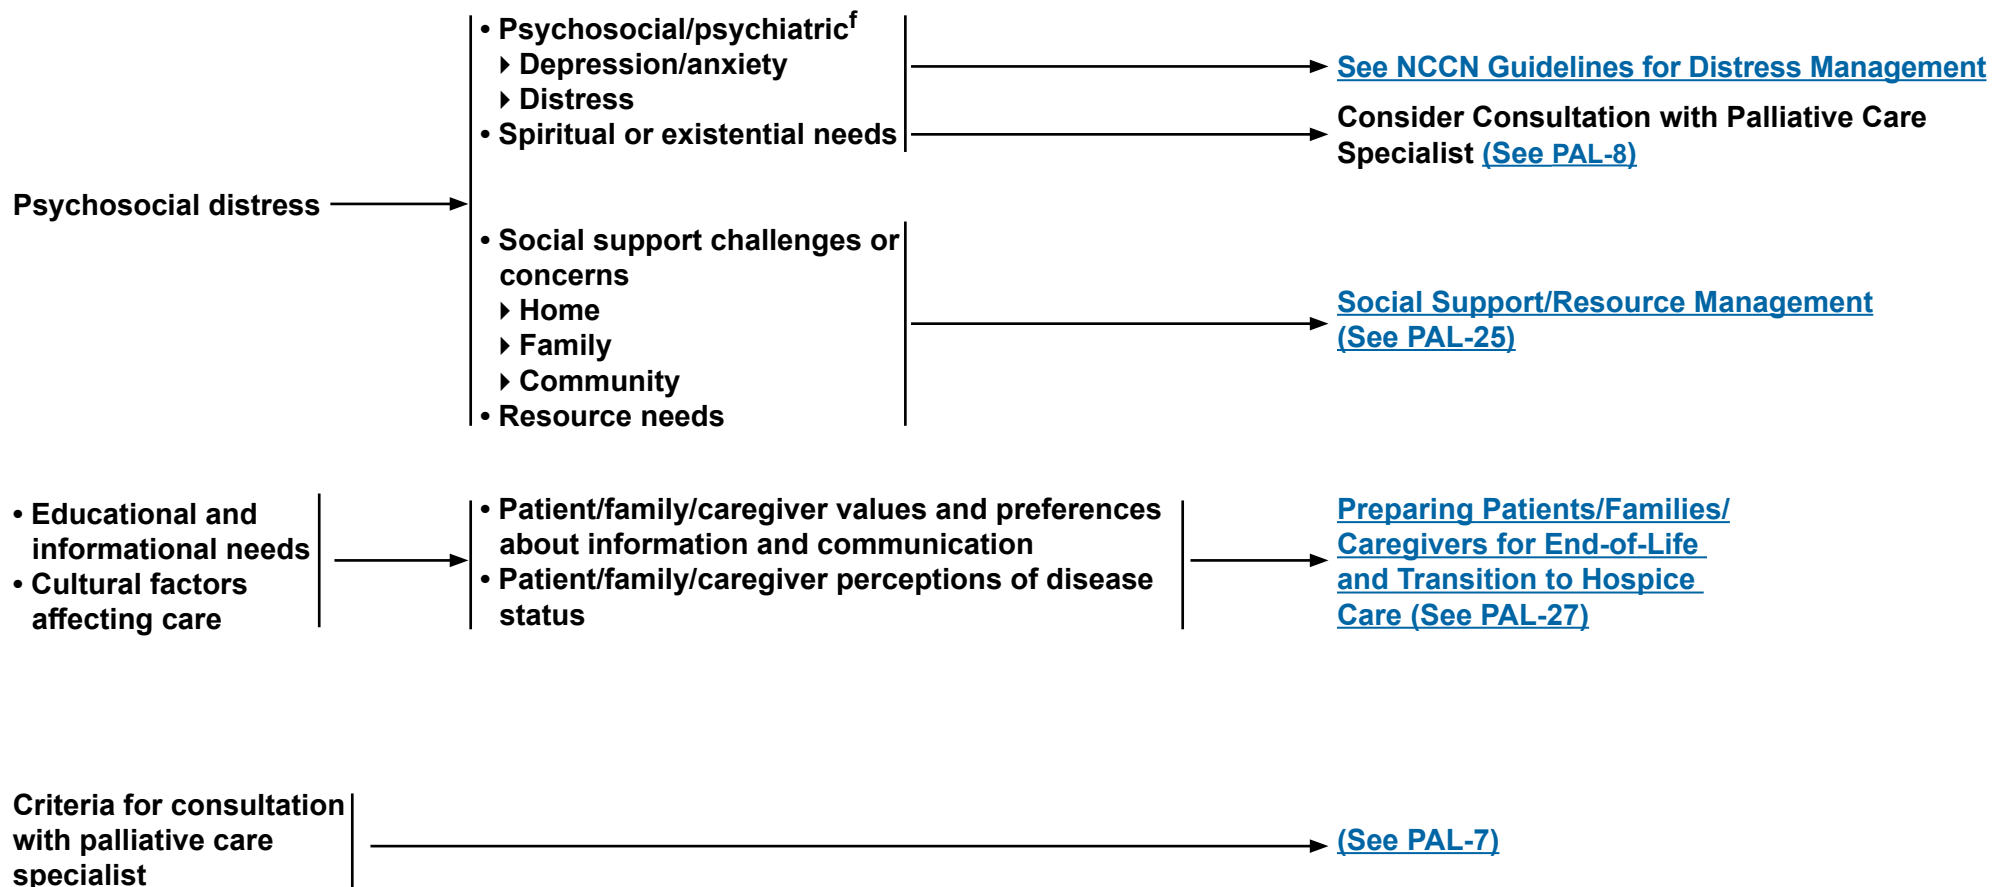 • Psychosocial/psychiatricf
▸ Depression/anxiety
▸ Distress
• Spiritual or existential needs
See NCCN Guidelines for Distress Management
Consider Consultation with Palliative Care
Specialist (See PAL-8)
Psychosocial distress
• Social support challenges or
concerns
▸ Home
▸ Family
▸ Community
• Resource needs
Social Support/Resource Management
(See PAL-25)
• Educational and
informational needs
• Cultural factors
affecting care
• Patient/family/caregiver values and preferences
about information and communication
• Patient/family/caregiver perceptions of disease
status
Preparing Patients/Families/
Caregivers for End-of-Life
and Transition to Hospice
Care (See PAL-27)
Criteria for consultation
with palliative care
specialist
(See PAL-7)